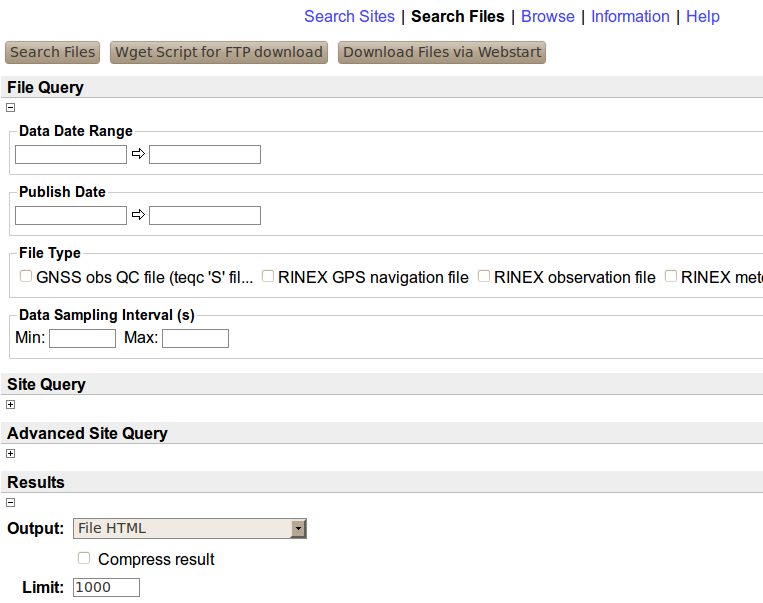 Search Sites | Search Files | Browse | Information | Help
Search Files Wget Script for FTP download Download Files via Webstart
File Query
Data Date Range
Publish Date
File Type
GNSS obs QC file (teqc 'S' fil... RINEX GPS navigation file RINEX observation file RINEX mete
Data Sampling Interval (s)
Min: Max:
Site Query
Advanced Site Query
Results
Output: File HTML
Compress result
Limit: 1000